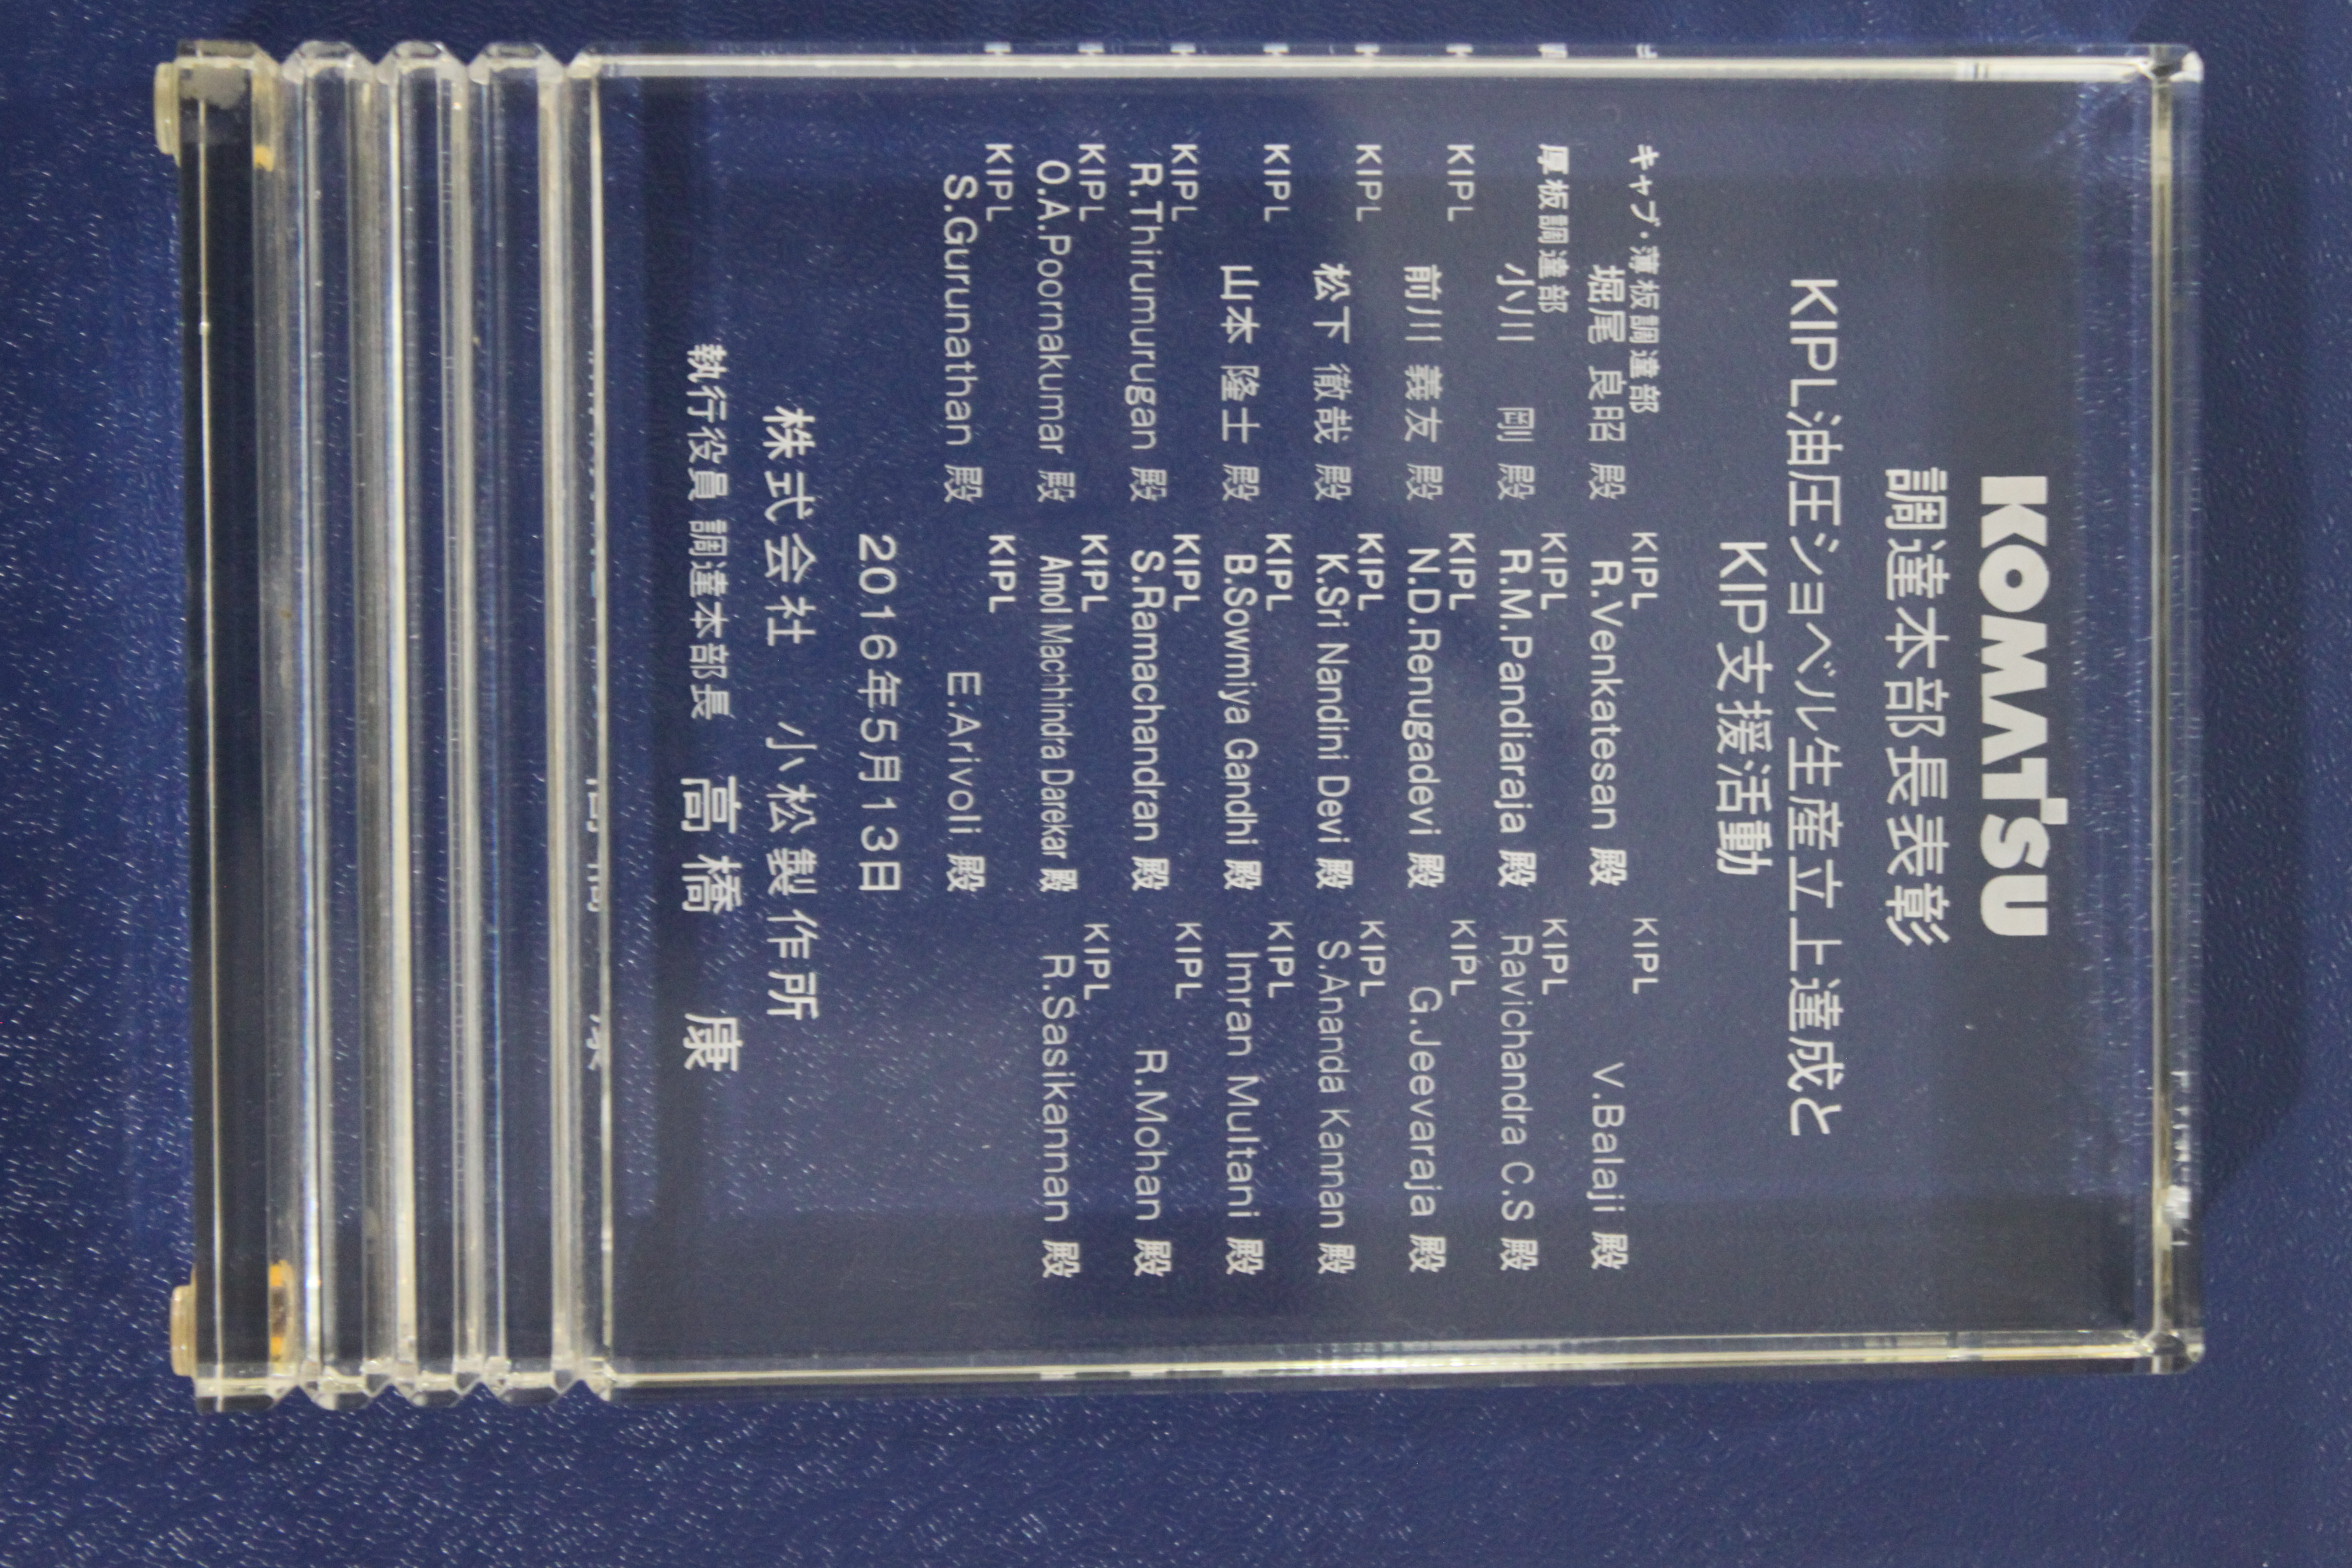 KOMATSU
調達本部長表彰
KIPL油圧ショベル生産立上達成と
KIP支援活動
キャブ・薄板調達部 KIPL KIPL
堀尾 良昭 殿 R.Venkatesan 殿 V.Balaji 殿
厚板調達部 KIPL KIPL
小川 剛 殿 R.M.Pandiaraja 殿 Ravichandra C.S 殿
KIPL KIPL KIPL
前川 義友 殿 N.D.Renugadevi 殿 G.Jeevaraja 殿
KIPL KIPL KIPL
松下 徹哉 殿 K.Sri Nandini Devi 殿 S.Ananda Kannan 殿
KIPL KIPL KIPL
山本 隆士 殿 B.Sowmiya Gandhi 殿 Imran Multani 殿
KIPL KIPL KIPL
R.Thirumurugan 殿 S.Ramachandran 殿 R.Mohan 殿
KIPL KIPL KIPL
O.A.Poornakumar 殿 Amol Machhindra Darekar 殿 R.Sasikannan 殿
KIPL KIPL
S.Gurunathan 殿 E.Arivoli 殿
2016年5月13日
株式会社 小松製作所
執行役員 調達本部長 高橋 康